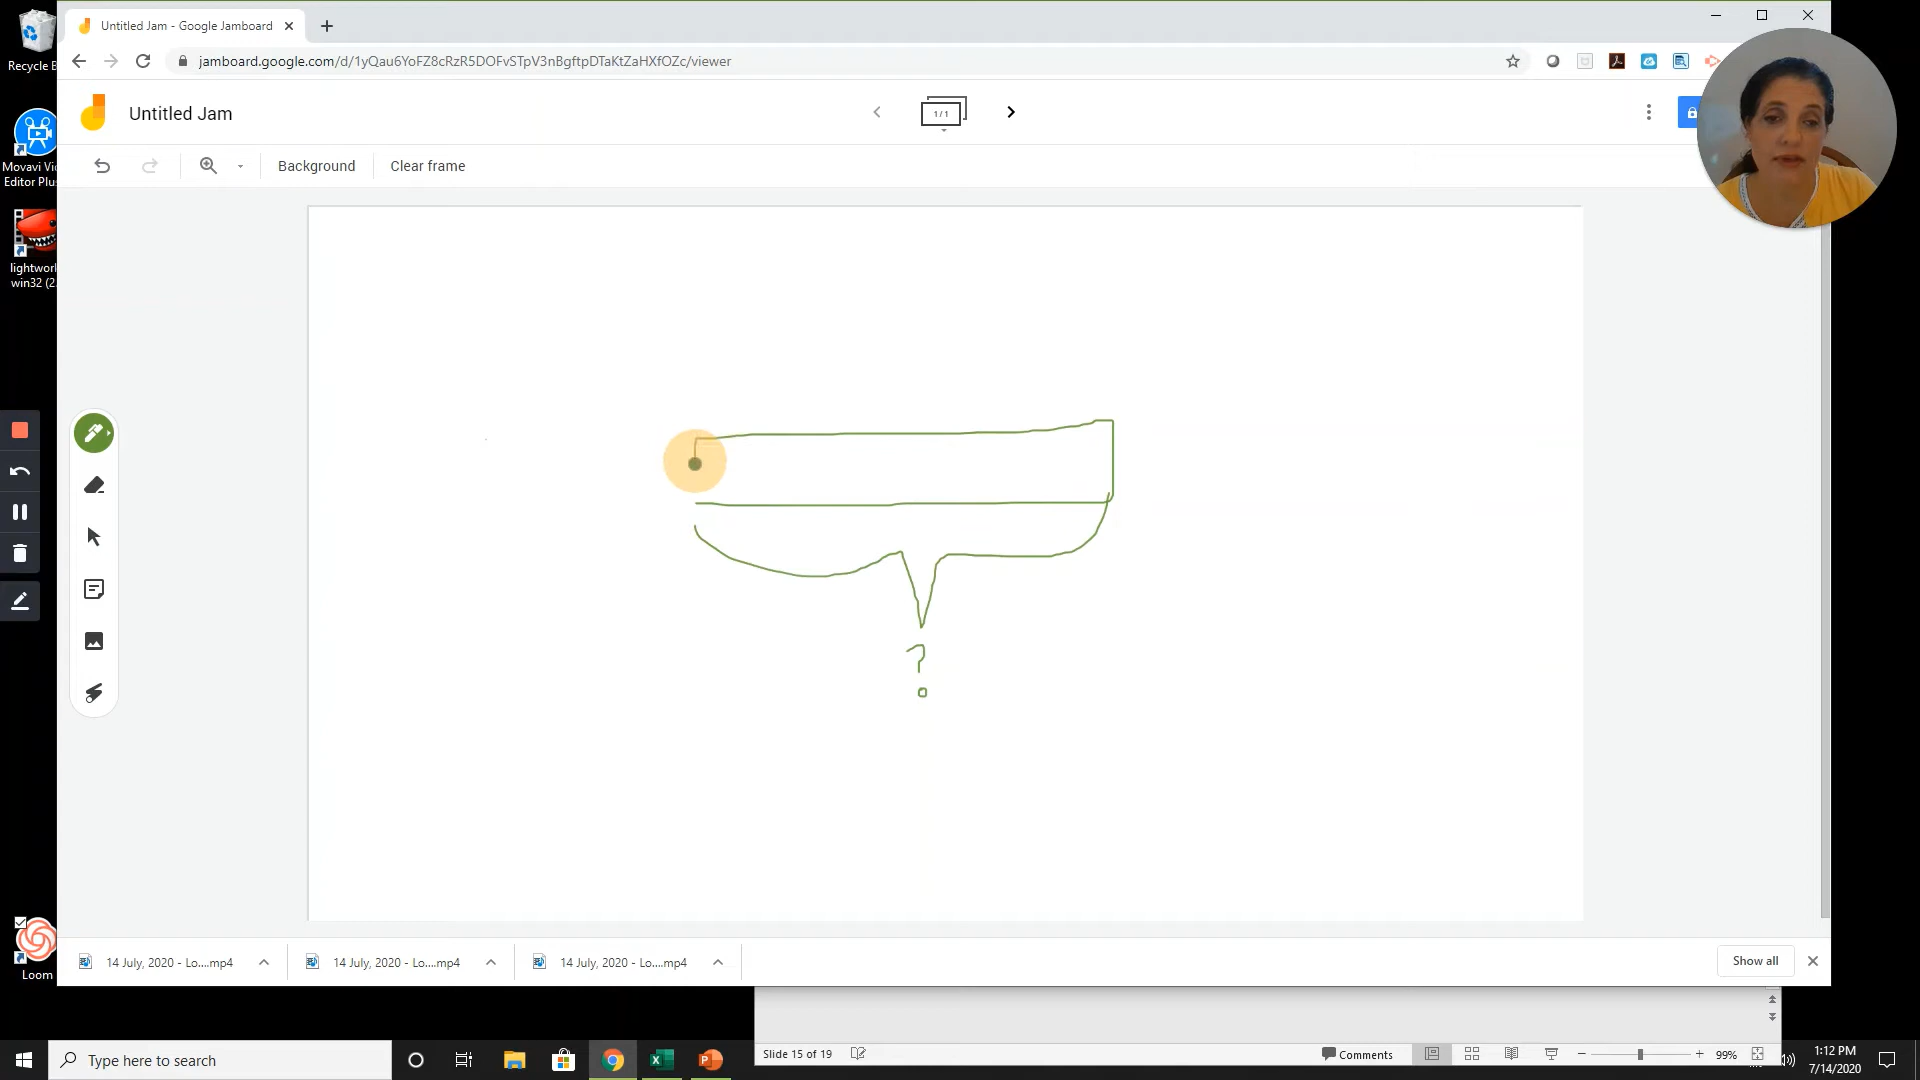 Recycle B
Movavi Vi
Editor Plus
lightwork
win32 (2.
Loom
Untitled Jam - Google Jamboard
jamboard.google.com/d/1yQau6YoFZ8cRzR5DOFvSTpV3nBgftpDTaKtZaHXfOZc/viewer
Untitled Jam
1/1
Background
Clear frame
?
14 July, 2020 - Lo....mp4
14 July, 2020 - Lo....mp4
14 July, 2020 - Lo....mp4
Show all
Slide 15 of 19
Comments
99%
Type here to search
1:12 PM
7/14/2020